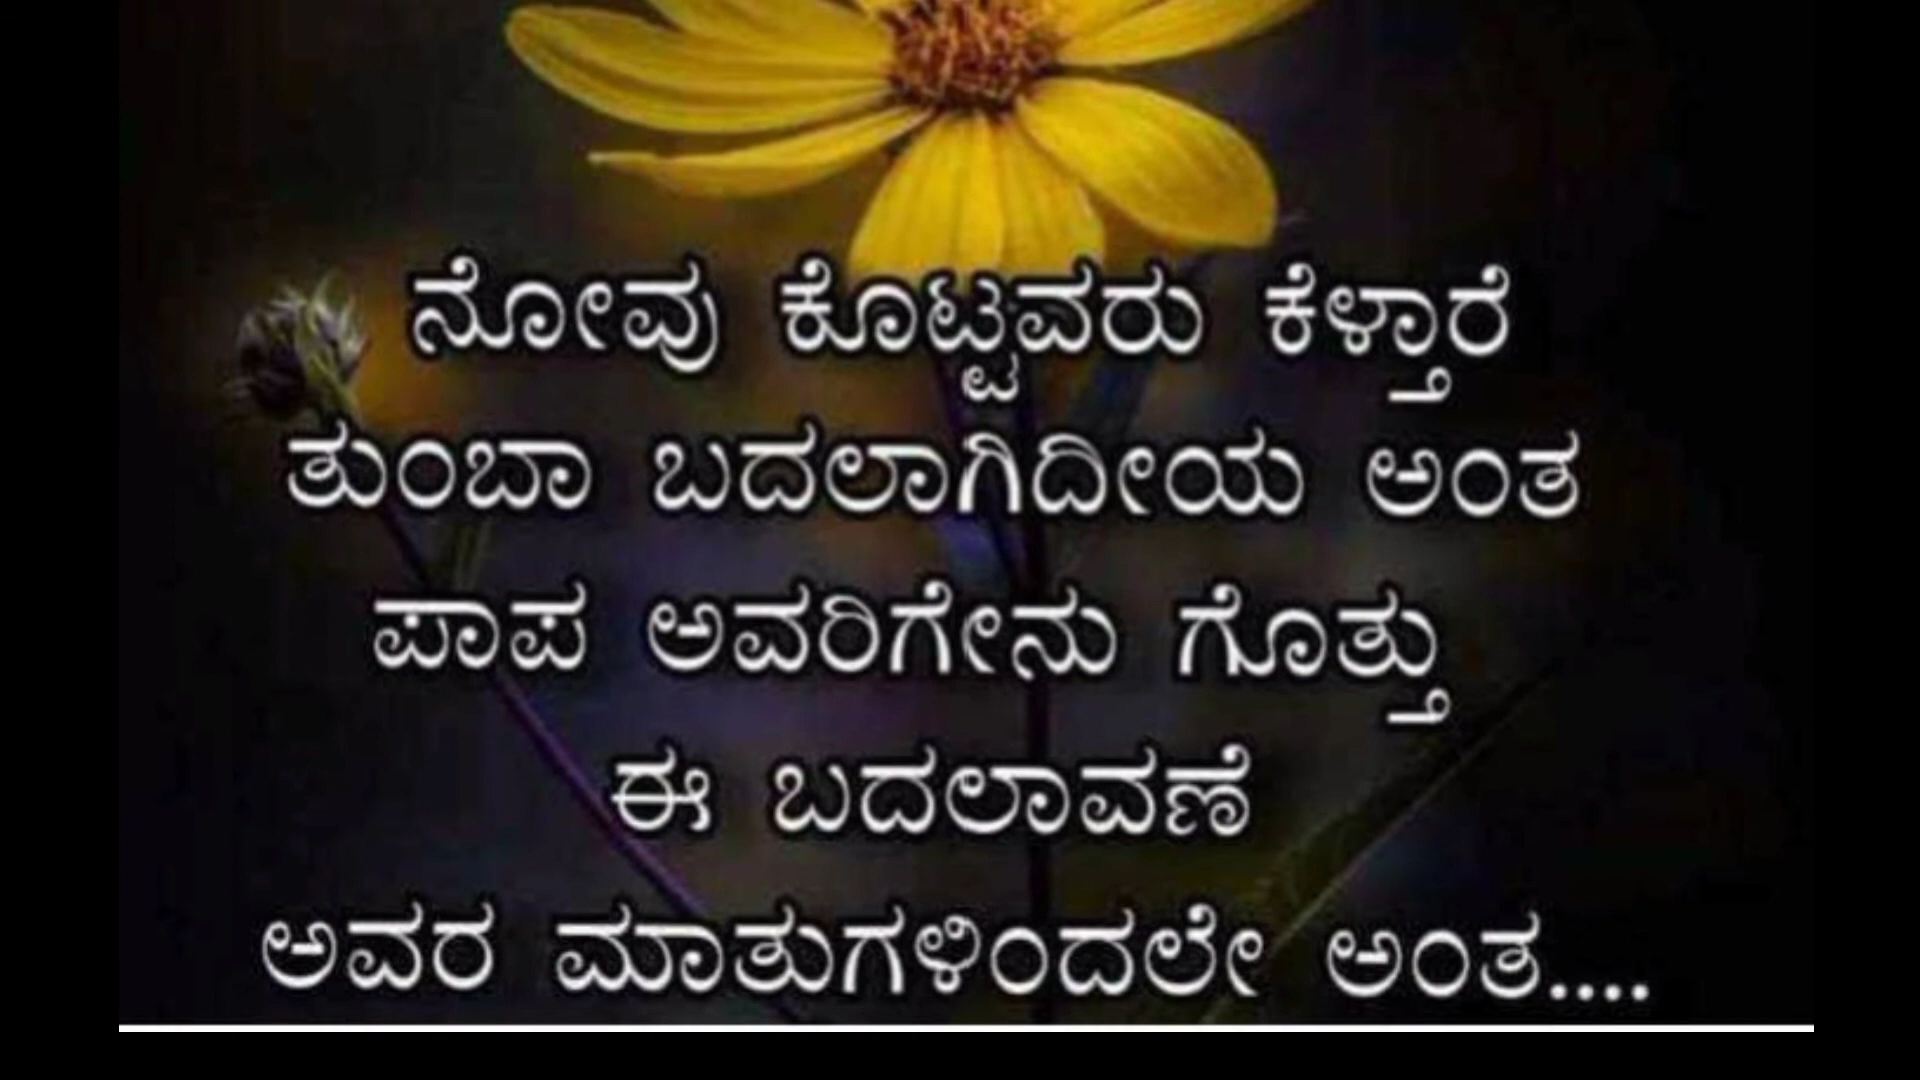 ನೋವು ಕೊಟ್ಟವರು ಕೆಳ್ತಾರೆ
ತುಂಬಾ ಬದಲಾಗಿದೀಯ ಅಂತ
ಪಾಪ ಅವರಿಗೇನು ಗೊತ್ತು
ಈ ಬದಲಾವಣೆ
ಅವರ ಮಾತುಗಳಿಂದಲೇ ಅಂತ....